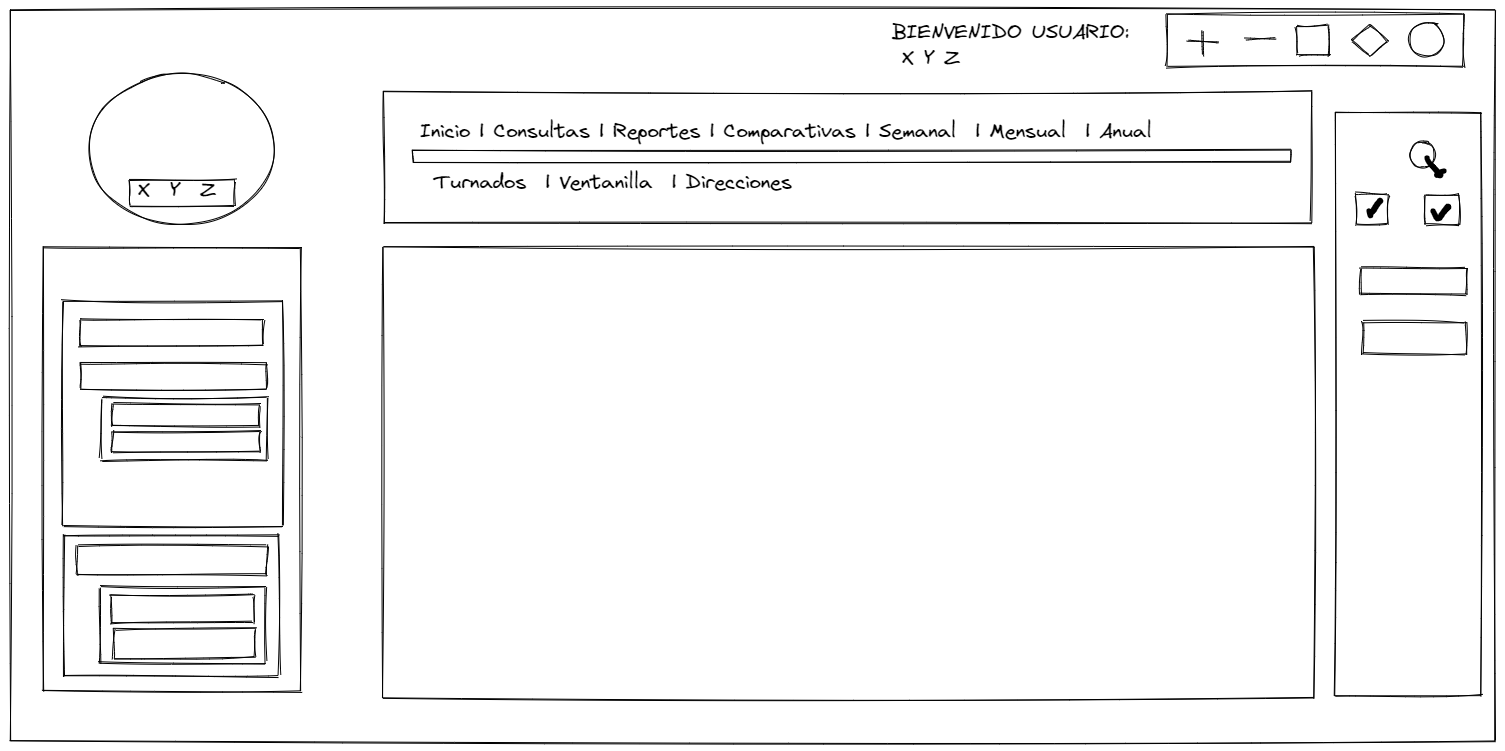 BIENVENIDO USUARIO:
X Y Z
Inicio | Consultas | Reportes | Comparativas | Semanal | Mensual | Anual
Turnados | Ventanilla | Direcciones
X Y Z